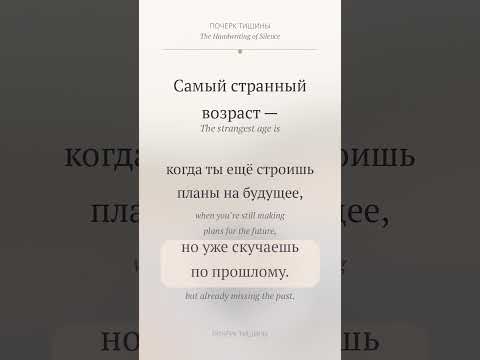 ПОЧЕРК ТИШИНЫ
The Handwriting of Silence
Самый странный
возраст —
The strangest age is
когда ты ещё строишь
планы на будущее,
when you're still making
plans for the future,
но уже скучаешь
по прошлому.
but already missing the past.
ПОЧЕРК ТИШИНЫ